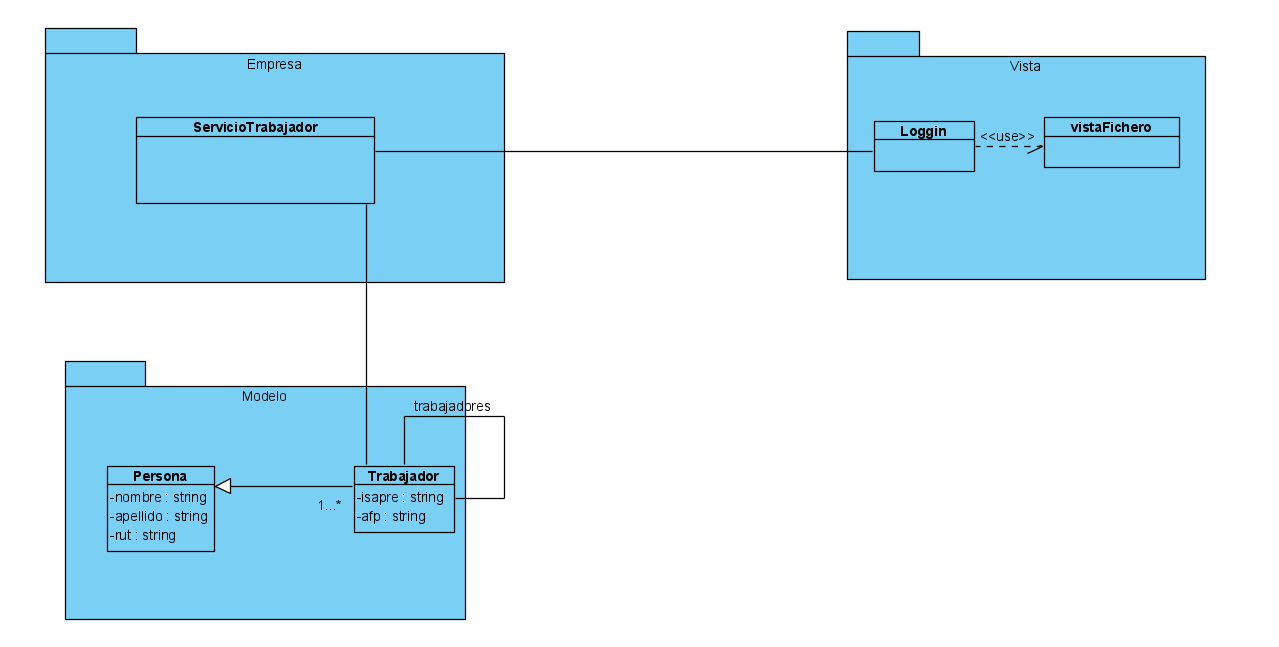 Empresa
ServicioTrabajador
Vista
Loggin
<<use>>
vistaFichero
Modelo
trabajadores
Persona
-nombre : string
-apellido : string
-rut : string
1...*
Trabajador
-isapre : string
-afp : string